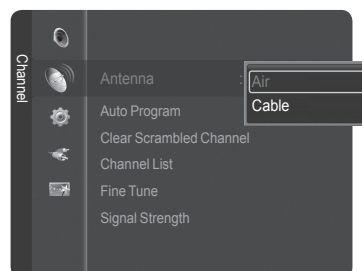 Channel
Antenna : Air
Cable
Auto Program
Clear Scrambled Channel
Channel List
Fine Tune
Signal Strength